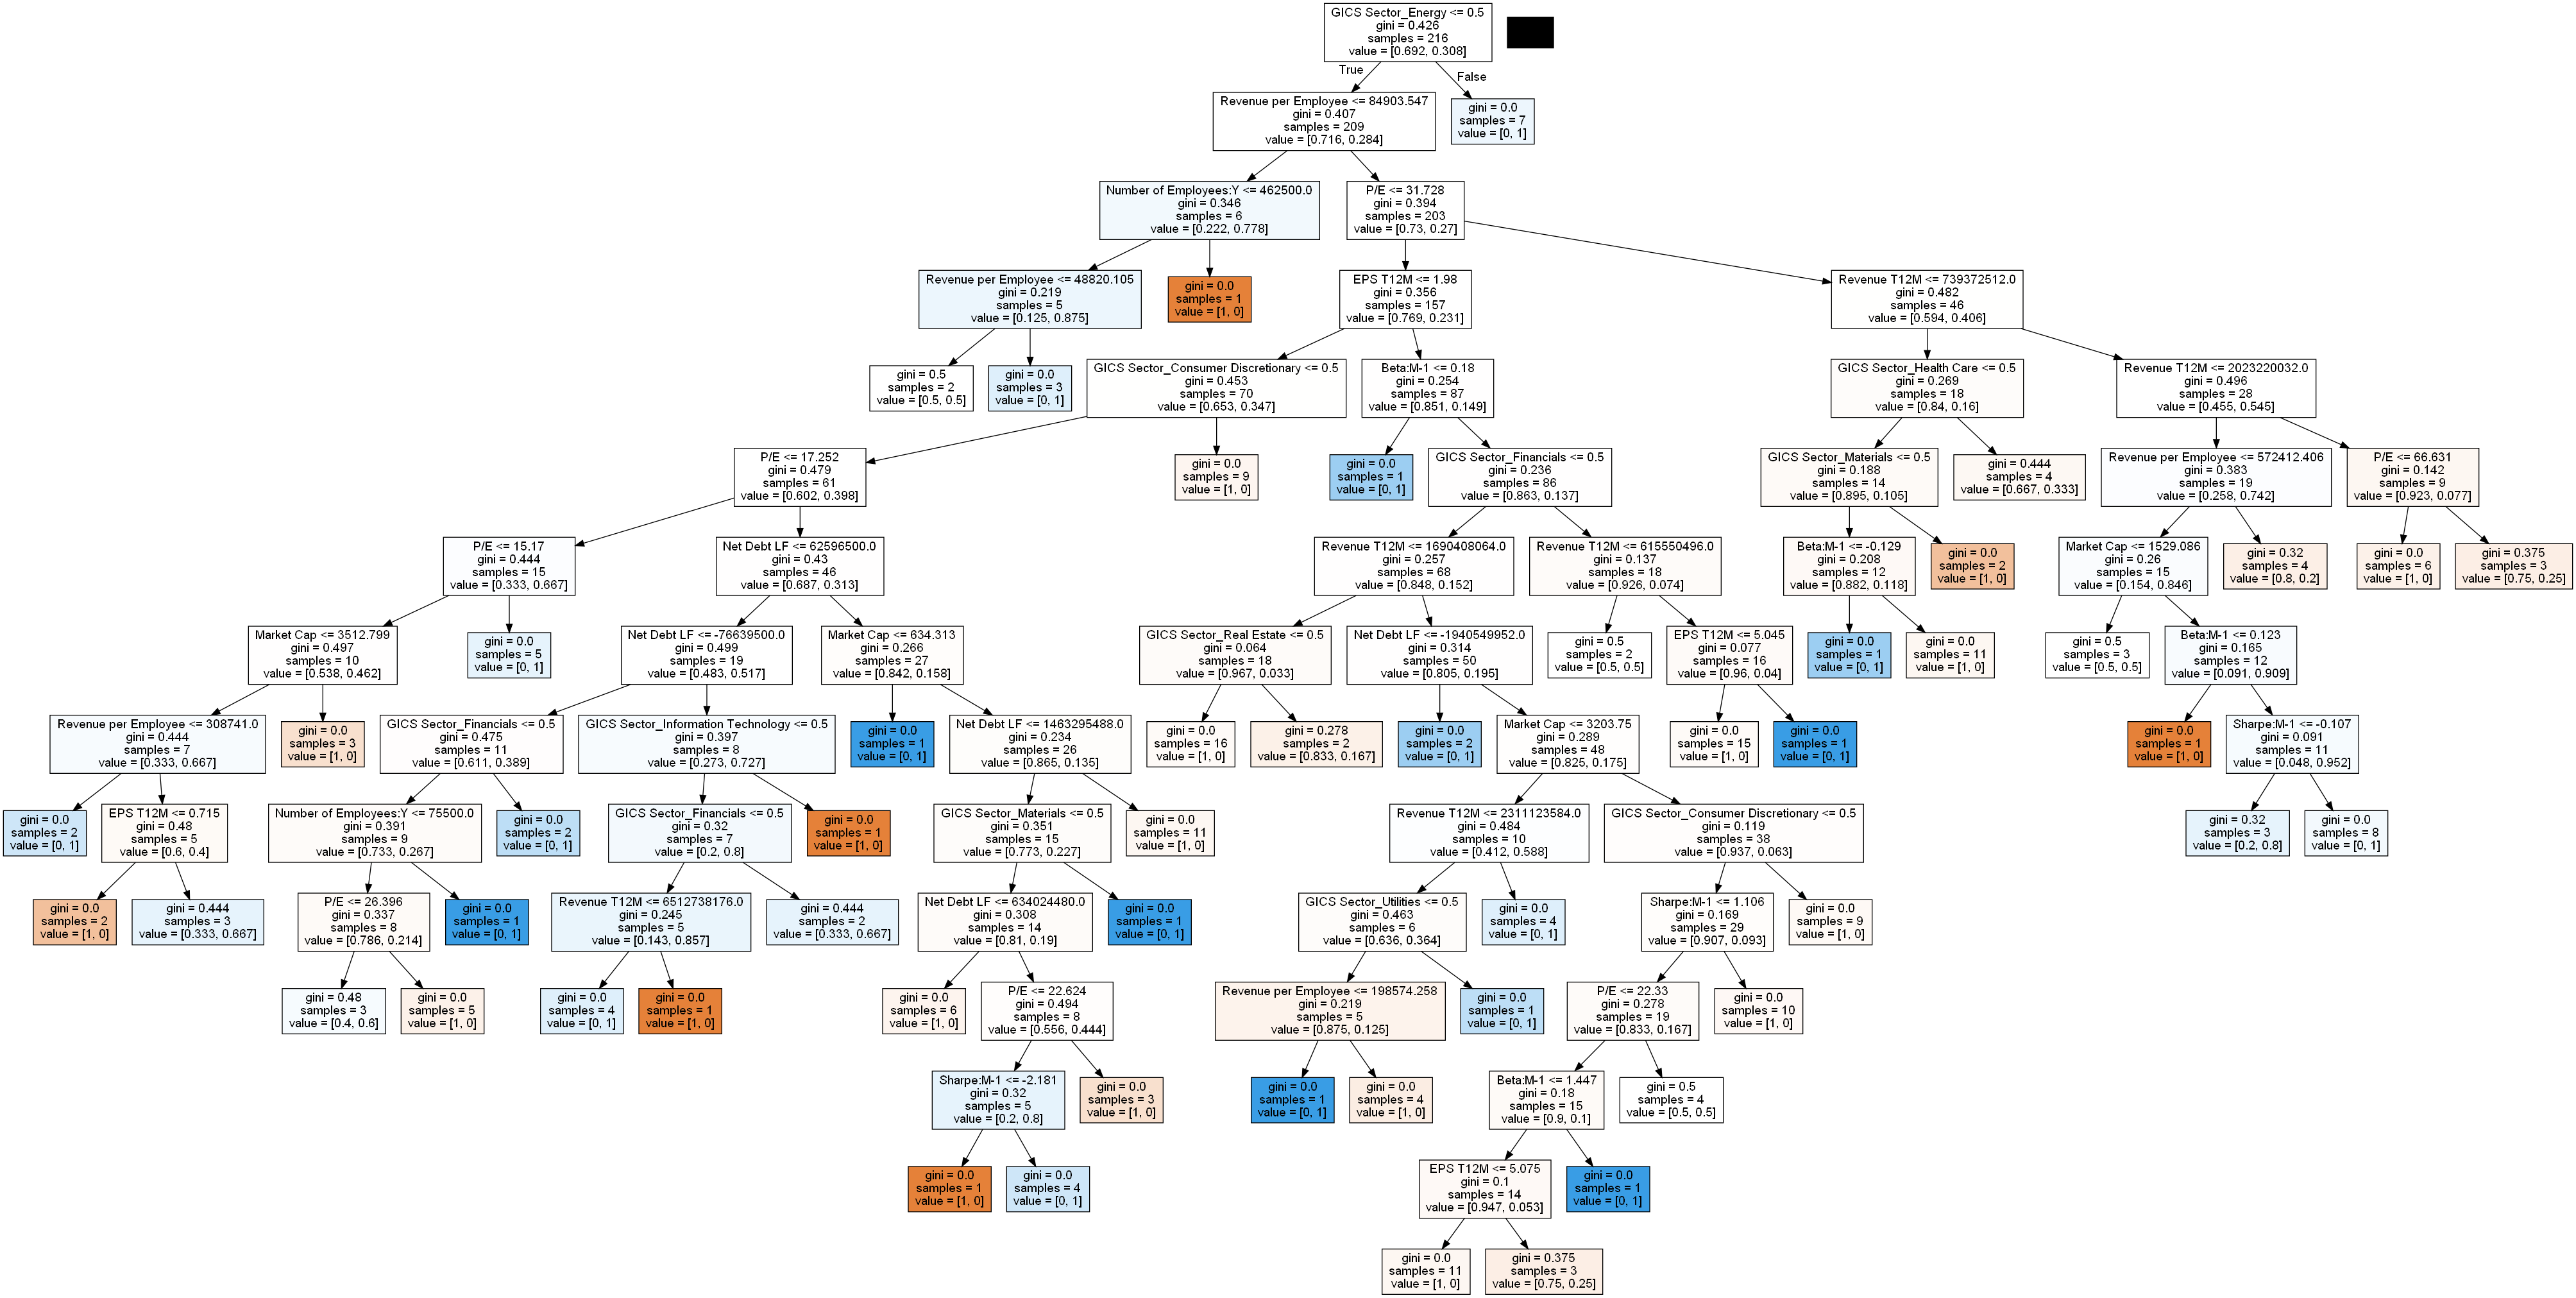 GICS Sector_Energy <= 0.5
gini = 0.426
samples = 216
value = [0.692, 0.308]
True
False
Revenue per Employee <= 84903.547
gini = 0.407
samples = 209
value = [0.716, 0.284]
gini = 0.0
samples = 7
value = [0, 1]
Number of Employees:Y <= 462500.0
gini = 0.346
samples = 6
value = [0.222, 0.778]
P/E <= 31.728
gini = 0.394
samples = 203
value = [0.73, 0.27]
Revenue per Employee <= 48820.105
gini = 0.219
samples = 5
value = [0.125, 0.875]
gini = 0.0
samples = 1
value = [1, 0]
EPS T12M <= 1.98
gini = 0.356
samples = 157
value = [0.769, 0.231]
Revenue T12M <= 739372512.0
gini = 0.482
samples = 46
value = [0.594, 0.406]
gini = 0.5
samples = 2
value = [0.5, 0.5]
gini = 0.0
samples = 3
value = [0, 1]
GICS Sector_Consumer Discretionary <= 0.5
gini = 0.453
samples = 70
value = [0.653, 0.347]
Beta:M-1 <= 0.18
gini = 0.254
samples = 87
value = [0.851, 0.149]
GICS Sector_Health Care <= 0.5
gini = 0.269
samples = 18
value = [0.84, 0.16]
Revenue T12M <= 2023220032.0
gini = 0.496
samples = 28
value = [0.455, 0.545]
P/E <= 17.252
gini = 0.479
samples = 61
value = [0.602, 0.398]
gini = 0.0
samples = 9
value = [1, 0]
gini = 0.0
samples = 1
value = [0, 1]
GICS Sector_Financials <= 0.5
gini = 0.236
samples = 86
value = [0.863, 0.137]
GICS Sector_Materials <= 0.5
gini = 0.188
samples = 14
value = [0.895, 0.105]
gini = 0.444
samples = 4
value = [0.667, 0.333]
Revenue per Employee <= 572412.406
gini = 0.383
samples = 19
value = [0.258, 0.742]
P/E <= 66.631
gini = 0.142
samples = 9
value = [0.923, 0.077]
P/E <= 15.17
gini = 0.444
samples = 15
value = [0.333, 0.667]
Net Debt LF <= 62596500.0
gini = 0.43
samples = 46
value = [0.687, 0.313]
Revenue T12M <= 1690408064.0
gini = 0.257
samples = 68
value = [0.848, 0.152]
Revenue T12M <= 615550496.0
gini = 0.137
samples = 18
value = [0.926, 0.074]
Beta:M-1 <= -0.129
gini = 0.208
samples = 12
value = [0.882, 0.118]
gini = 0.0
samples = 2
value = [1, 0]
Market Cap <= 1529.086
gini = 0.26
samples = 15
value = [0.154, 0.846]
gini = 0.32
samples = 4
value = [0.8, 0.2]
gini = 0.0
samples = 6
value = [1, 0]
gini = 0.375
samples = 3
value = [0.75, 0.25]
Market Cap <= 3512.799
gini = 0.497
samples = 10
value = [0.538, 0.462]
gini = 0.0
samples = 5
value = [0, 1]
Net Debt LF <= -76639500.0
gini = 0.499
samples = 19
value = [0.483, 0.517]
Market Cap <= 634.313
gini = 0.266
samples = 27
value = [0.842, 0.158]
GICS Sector_Real Estate <= 0.5
gini = 0.064
samples = 18
value = [0.967, 0.033]
Net Debt LF <= -1940549952.0
gini = 0.314
samples = 50
value = [0.805, 0.195]
gini = 0.5
samples = 2
value = [0.5, 0.5]
EPS T12M <= 5.045
gini = 0.077
samples = 16
value = [0.96, 0.04]
gini = 0.0
samples = 1
value = [0, 1]
gini = 0.0
samples = 11
value = [1, 0]
gini = 0.5
samples = 3
value = [0.5, 0.5]
Beta:M-1 <= 0.123
gini = 0.165
samples = 12
value = [0.091, 0.909]
Revenue per Employee <= 308741.0
gini = 0.444
samples = 7
value = [0.333, 0.667]
gini = 0.0
samples = 3
value = [1, 0]
GICS Sector_Financials <= 0.5
gini = 0.475
samples = 11
value = [0.611, 0.389]
GICS Sector_Information Technology <= 0.5
gini = 0.397
samples = 8
value = [0.273, 0.727]
gini = 0.0
samples = 1
value = [0, 1]
Net Debt LF <= 1463295488.0
gini = 0.234
samples = 26
value = [0.865, 0.135]
gini = 0.0
samples = 16
value = [1, 0]
gini = 0.278
samples = 2
value = [0.833, 0.167]
gini = 0.0
samples = 2
value = [0, 1]
Market Cap <= 3203.75
gini = 0.289
samples = 48
value = [0.825, 0.175]
gini = 0.0
samples = 15
value = [1, 0]
gini = 0.0
samples = 1
value = [0, 1]
gini = 0.0
samples = 1
value = [1, 0]
Sharpe:M-1 <= -0.107
gini = 0.091
samples = 11
value = [0.048, 0.952]
gini = 0.0
samples = 2
value = [0, 1]
EPS T12M <= 0.715
gini = 0.48
samples = 5
value = [0.6, 0.4]
Number of Employees:Y <= 75500.0
gini = 0.391
samples = 9
value = [0.733, 0.267]
gini = 0.0
samples = 2
value = [0, 1]
GICS Sector_Financials <= 0.5
gini = 0.32
samples = 7
value = [0.2, 0.8]
gini = 0.0
samples = 1
value = [1, 0]
GICS Sector_Materials <= 0.5
gini = 0.351
samples = 15
value = [0.773, 0.227]
gini = 0.0
samples = 11
value = [1, 0]
Revenue T12M <= 2311123584.0
gini = 0.484
samples = 10
value = [0.412, 0.588]
GICS Sector_Consumer Discretionary <= 0.5
gini = 0.119
samples = 38
value = [0.937, 0.063]
gini = 0.32
samples = 3
value = [0.2, 0.8]
gini = 0.0
samples = 8
value = [0, 1]
gini = 0.0
samples = 2
value = [1, 0]
gini = 0.444
samples = 3
value = [0.333, 0.667]
P/E <= 26.396
gini = 0.337
samples = 8
value = [0.786, 0.214]
gini = 0.0
samples = 1
value = [0, 1]
Revenue T12M <= 6512738176.0
gini = 0.245
samples = 5
value = [0.143, 0.857]
gini = 0.444
samples = 2
value = [0.333, 0.667]
Net Debt LF <= 634024480.0
gini = 0.308
samples = 14
value = [0.81, 0.19]
gini = 0.0
samples = 1
value = [0, 1]
GICS Sector_Utilities <= 0.5
gini = 0.463
samples = 6
value = [0.636, 0.364]
gini = 0.0
samples = 4
value = [0, 1]
Sharpe:M-1 <= 1.106
gini = 0.169
samples = 29
value = [0.907, 0.093]
gini = 0.0
samples = 9
value = [1, 0]
gini = 0.48
samples = 3
value = [0.4, 0.6]
gini = 0.0
samples = 5
value = [1, 0]
gini = 0.0
samples = 4
value = [0, 1]
gini = 0.0
samples = 1
value = [1, 0]
gini = 0.0
samples = 6
value = [1, 0]
P/E <= 22.624
gini = 0.494
samples = 8
value = [0.556, 0.444]
Revenue per Employee <= 198574.258
gini = 0.219
samples = 5
value = [0.875, 0.125]
gini = 0.0
samples = 1
value = [0, 1]
P/E <= 22.33
gini = 0.278
samples = 19
value = [0.833, 0.167]
gini = 0.0
samples = 10
value = [1, 0]
Sharpe:M-1 <= -2.181
gini = 0.32
samples = 5
value = [0.2, 0.8]
gini = 0.0
samples = 3
value = [1, 0]
gini = 0.0
samples = 1
value = [0, 1]
gini = 0.0
samples = 4
value = [1, 0]
Beta:M-1 <= 1.447
gini = 0.18
samples = 15
value = [0.9, 0.1]
gini = 0.5
samples = 4
value = [0.5, 0.5]
gini = 0.0
samples = 1
value = [1, 0]
gini = 0.0
samples = 4
value = [0, 1]
EPS T12M <= 5.075
gini = 0.1
samples = 14
value = [0.947, 0.053]
gini = 0.0
samples = 1
value = [0, 1]
gini = 0.0
samples = 11
value = [1, 0]
gini = 0.375
samples = 3
value = [0.75, 0.25]